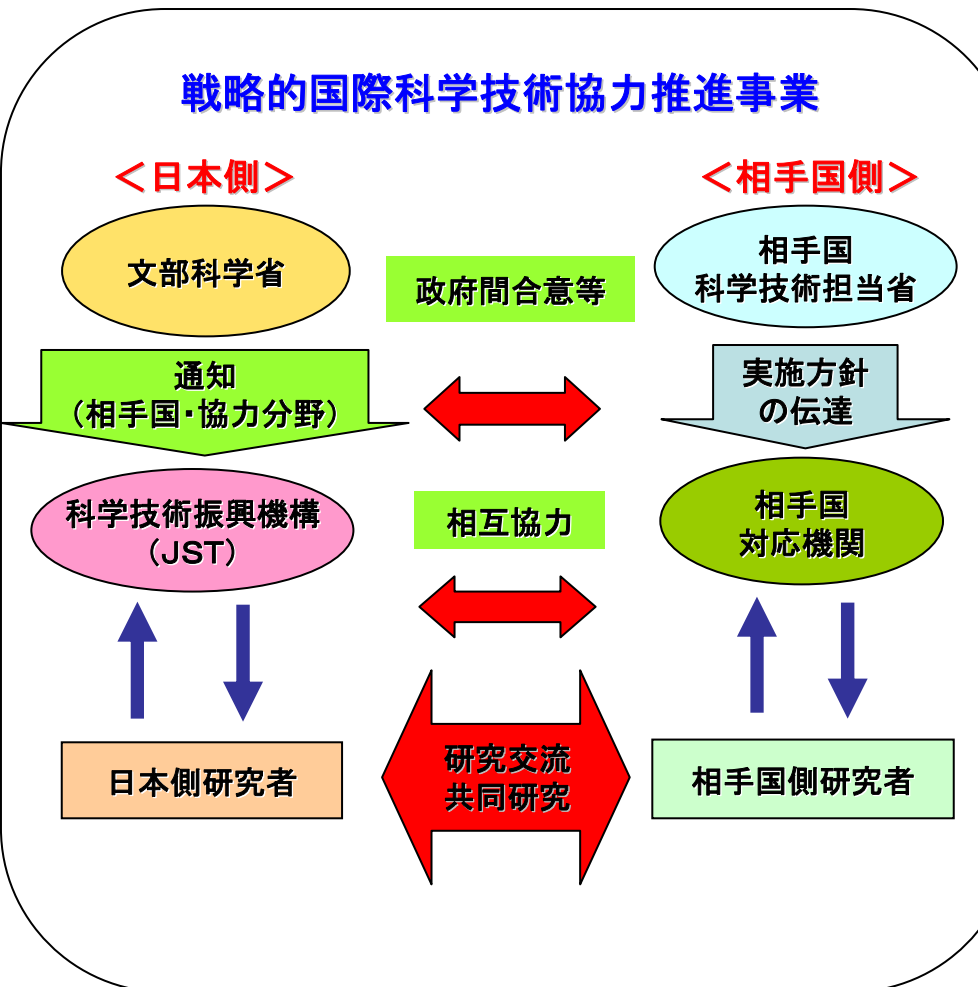 戦略的国際科学技術協力推進事業
＜日本側＞
＜相手国側＞
文部科学省
政府間合意等
相手国
科学技術担当省
通知
（相手国・協力分野）
実施方針
の伝達
科学技術振興機構
（JST）
相互協力
相手国
対応機関
日本側研究者
研究交流
共同研究
相手国側研究者